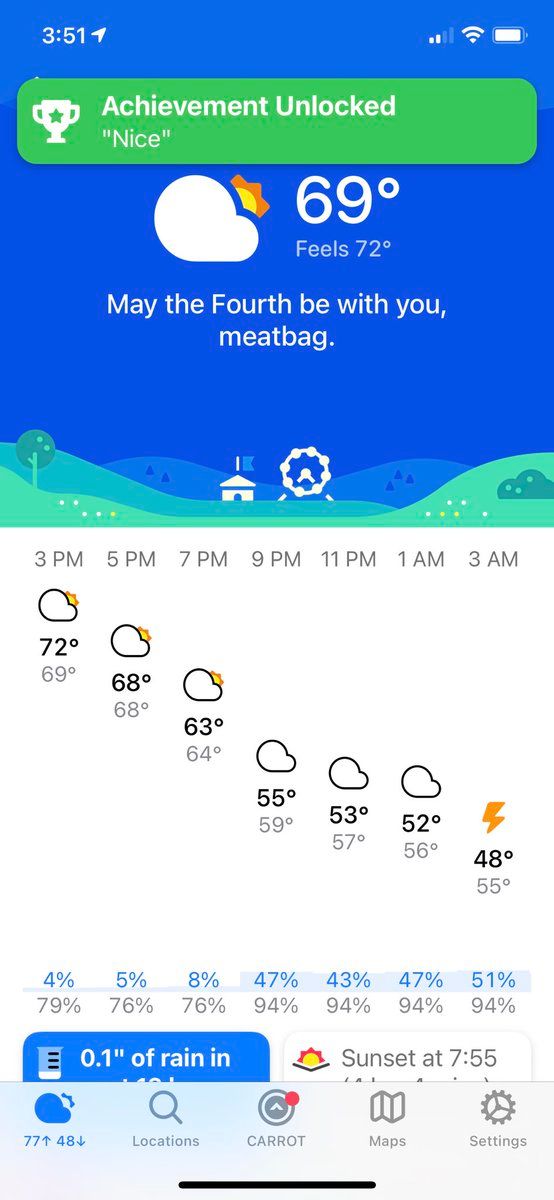 3:51
Achievement Unlocked
"Nice"
69°
Feels 72°
May the Fourth be with you,
meatbag.
3 PM 5 PM 7 PM 9 PM 11 PM 1 AM 3 AM
72° 68° 63° 55° 53° 52° 48°
69° 68° 64° 59° 57° 56° 55°
4% 5% 8% 47% 43% 47% 51%
79% 76% 76% 94% 94% 94% 94%
0.1" of rain in
Sunset at 7:55
77↑ 48↓ Locations CARROT Maps Settings